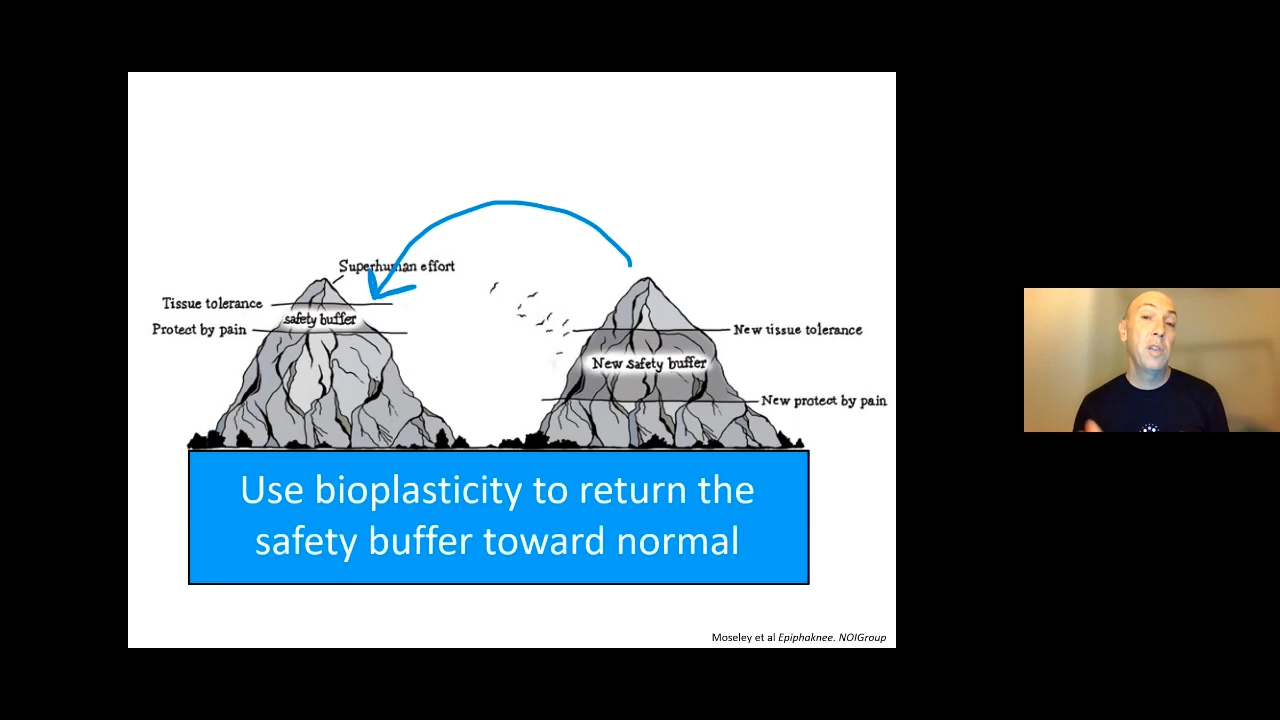 Superhuman effort
Tissue tolerance
safety buffer
Protect by pain
New tissue tolerance
New safety buffer
New protect by pain
Use bioplasticity to return the
safety buffer toward normal
Moseley et al Epiphaknee. NOIGroup